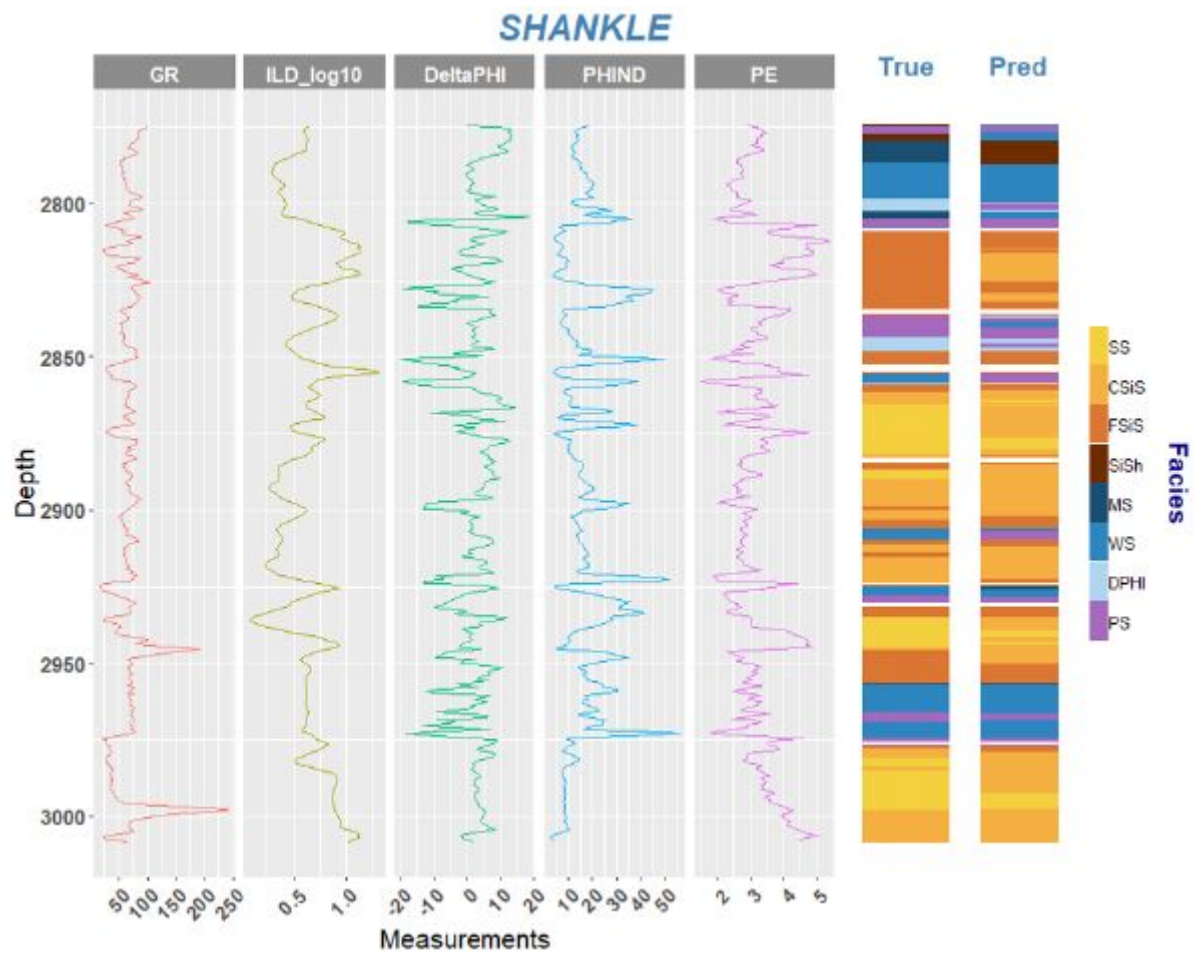 SHANKLE
GR ILD_log10 DeltaPHI PHIND PE True Pred
2800
2850
2900
2950
3000
Depth
50 100 150 200 250 0.5 1.0 -20 -10 0 10 20 10 20 30 40 50 2 3 4 5
Measurements
SS
CSiS
FSiS
SiSh
MS
WS
DPHI
PS
Facies